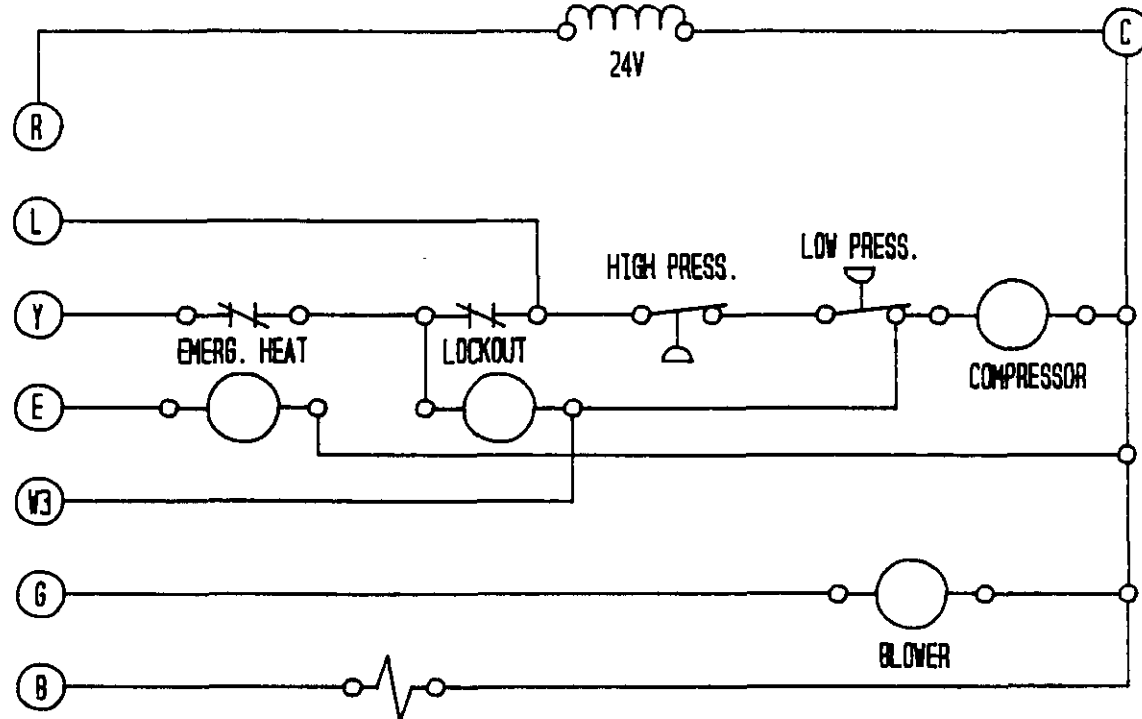 C
24V
R
L
LOW PRESS.
HIGH PRESS.
Y
EMERG. HEAT
LOCKOUT
COMPRESSOR
E
W3
G
BLOWER
B